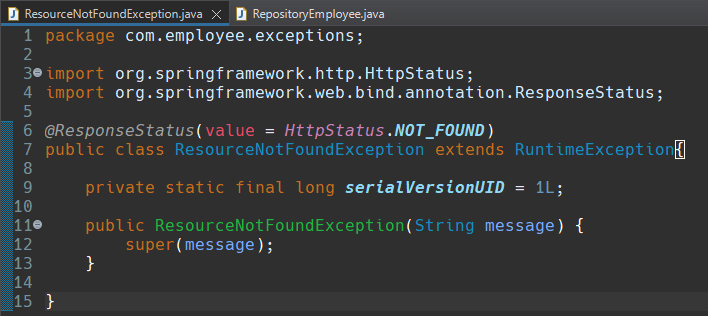 ResourceNotFoundException.java RepositoryEmployee.java
1 package com.employee.exceptions;
2
3 import org.springframework.http.HttpStatus;
4 import org.springframework.web.bind.annotation.ResponseStatus;
5
6 @ResponseStatus(value = HttpStatus.NOT_FOUND)
7 public class ResourceNotFoundException extends RuntimeException{
8
9     private static final long serialVersionUID = 1L;
10
11     public ResourceNotFoundException(String message) {
12         super(message);
13     }
14
15 }